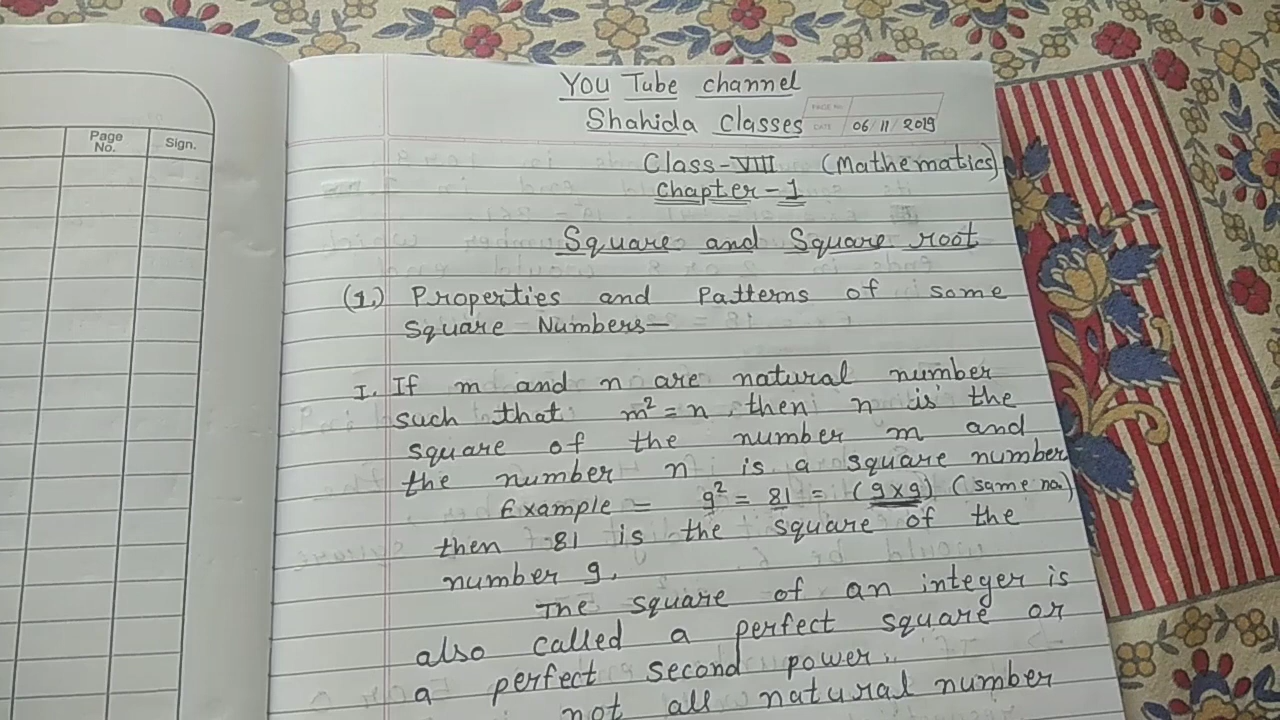 Page No.
Sign.
You Tube channel
Shahida Classes
PAGE No.
DATE 06/11/2019
Class-VIII (Mathematics)
Chapter-1
Square and Square root
(1.) Properties and Patterns of some
Square Numbers—
I. If m and n are natural number
such that m² = n, then n is the
square of the number m and
the number n is a square number
Example = 9² = 81 = (9×9) (same no.)
then 81 is the square of the
number 9.
The square of an integer is
also called a perfect square or
a perfect second power.
not all natural number